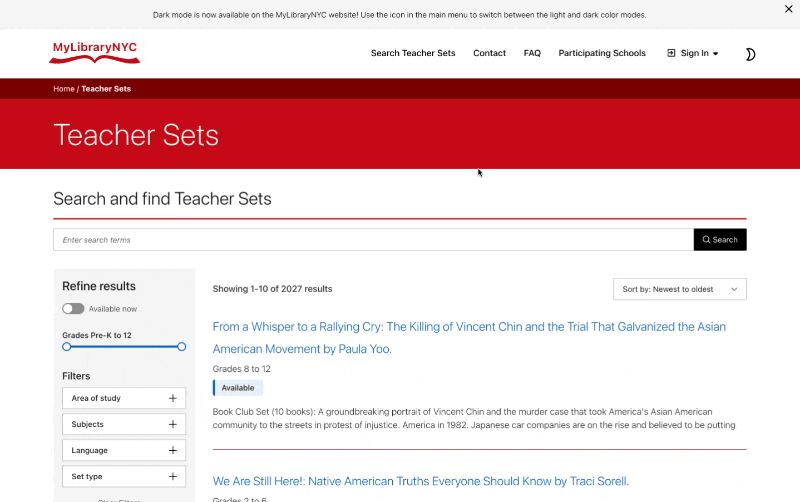 Dark mode is now available on the MyLibraryNYC website! Use the icon in the main menu to switch between the light and dark color modes.
MyLibraryNYC
Search Teacher Sets
Contact
FAQ
Participating Schools
Sign In
Home / Teacher Sets
Teacher Sets
Search and find Teacher Sets
Enter search terms
Search
Refine results
Available now
Grades Pre-K to 12
Filters
Area of study
Subjects
Language
Set type
Clear Filters
Showing 1-10 of 2027 results
Sort by: Newest to oldest
From a Whisper to a Rallying Cry: The Killing of Vincent Chin and the Trial That Galvanized the Asian
American Movement by Paula Yoo.
Grades 8 to 12
Available
Book Club Set (10 books): A groundbreaking portrait of Vincent Chin and the murder case that took America's Asian American
community to the streets in protest of injustice. America in 1982. Japanese car companies are on the rise and believed to be putting
We Are Still Here!: Native American Truths Everyone Should Know by Traci Sorell.
Grades 2 to 6